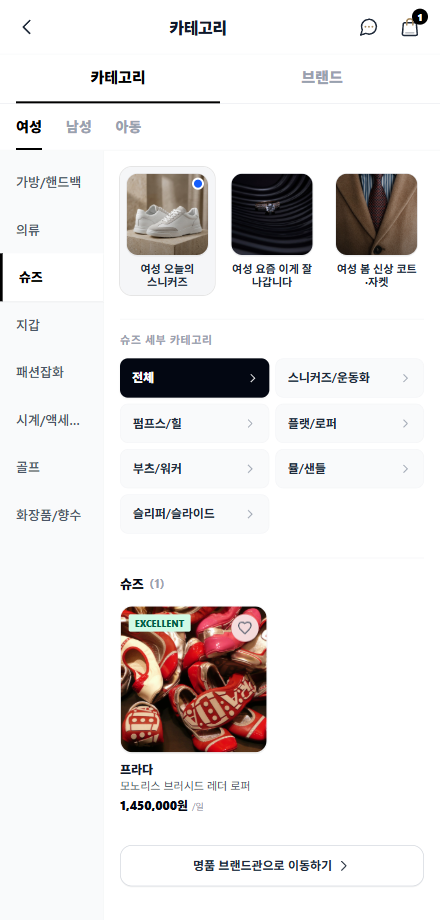 카테고리
1
카테고리
브랜드
여성
남성
아동
가방/핸드백
의류
슈즈
지갑
패션잡화
시계/액세...
골프
화장품/향수
여성 오늘의
스니커즈
여성 요즘 이게 잘
나갑니다
여성 봄 신상 코트
·자켓
슈즈 세부 카테고리
전체
스니커즈/운동화
펌프스/힐
플랫/로퍼
부츠/워커
뮬/샌들
슬리퍼/슬라이드
슈즈 (1)
EXCELLENT
프라다
모노리스 브러시드 레더 로퍼
1,450,000원 /일
명품 브랜드관으로 이동하기